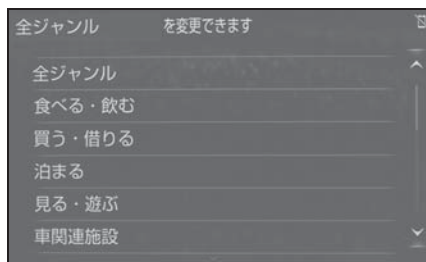 全ジャンル を変更できます
全ジャンル
食べる・飲む
買う・借りる
泊まる
見る・遊ぶ
車関連施設